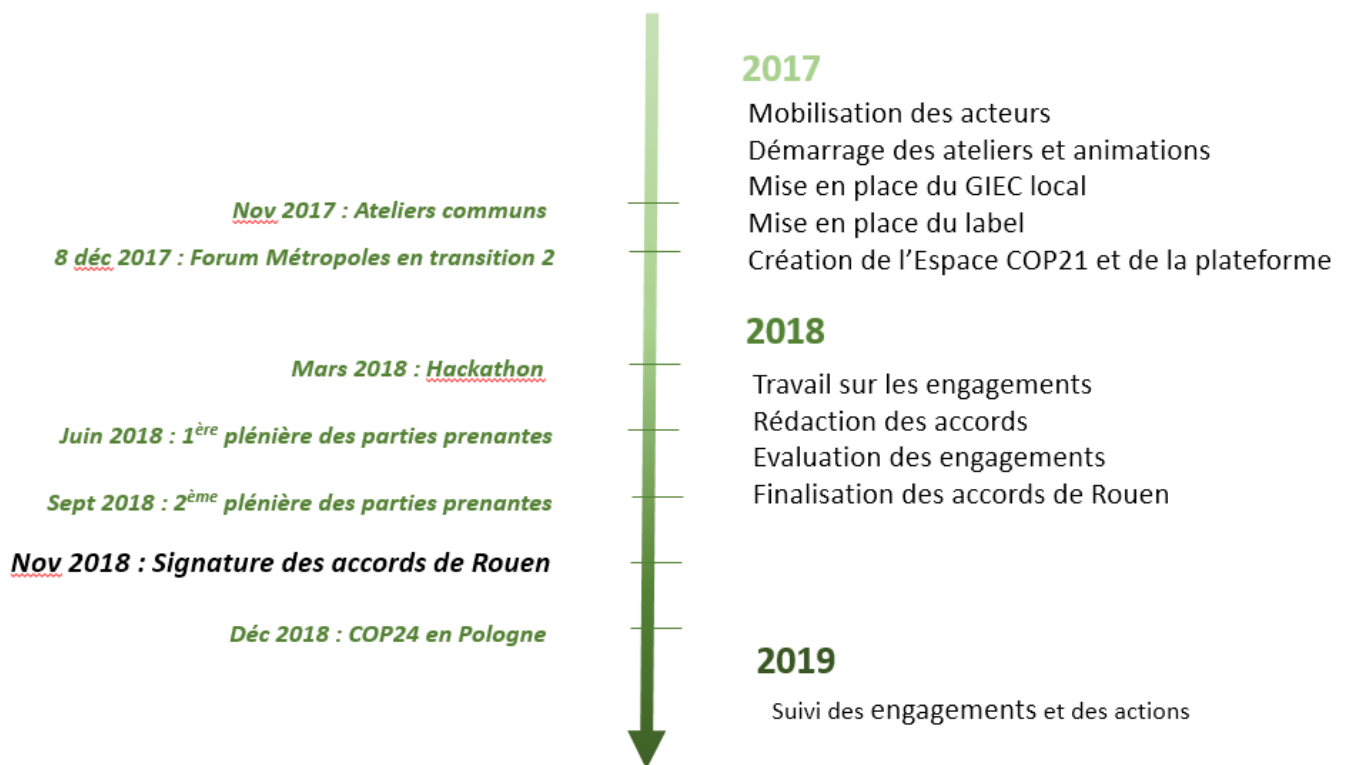 2017
Mobilisation des acteurs
Démarrage des ateliers et animations
Mise en place du GIEC local
Nov 2017 : Ateliers communs
Mise en place du label
8 déc 2017 : Forum Métropoles en transition 2
Création de l’Espace COP21 et de la plateforme
2018
Mars 2018 : Hackathon
Travail sur les engagements
Rédaction des accords
Juin 2018 : 1ère plénière des parties prenantes
Evaluation des engagements
Finalisation des accords de Rouen
Sept 2018 : 2ème plénière des parties prenantes
Nov 2018 : Signature des accords de Rouen
Déc 2018 : COP24 en Pologne
2019
Suivi des engagements et des actions